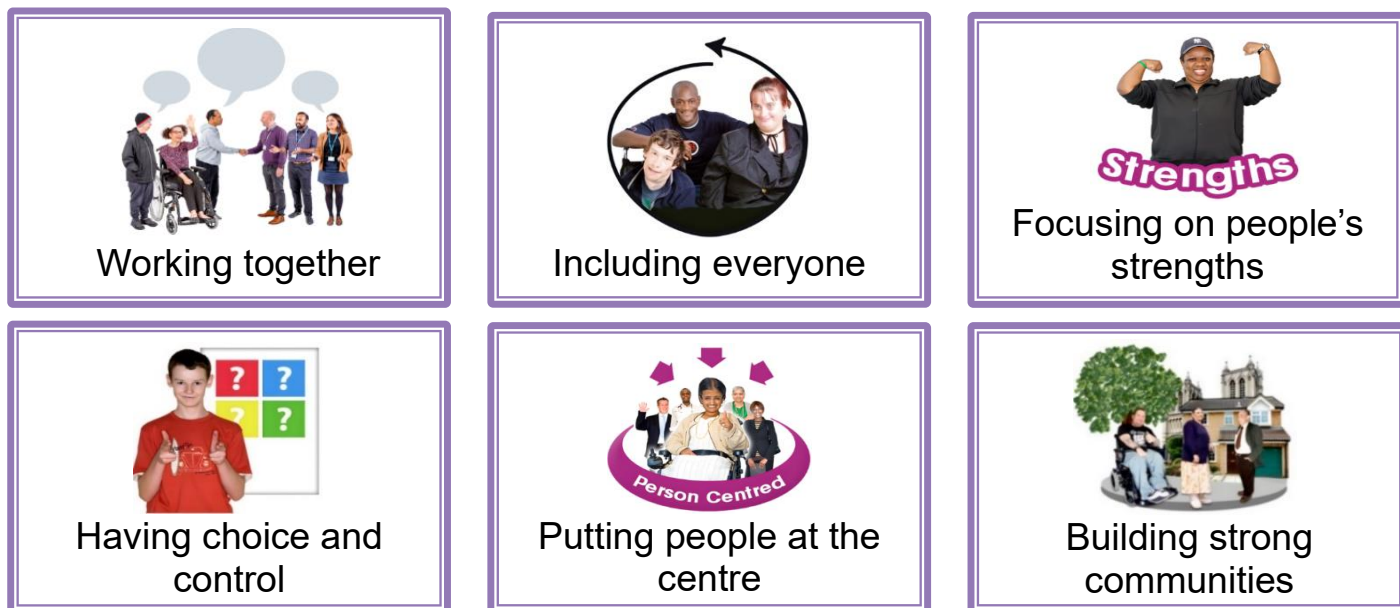 Working together
Including everyone
Strengths
Focusing on people’s
strengths
? ?
? ?
Having choice and
control
Person Centred
Putting people at the
centre
Building strong
communities